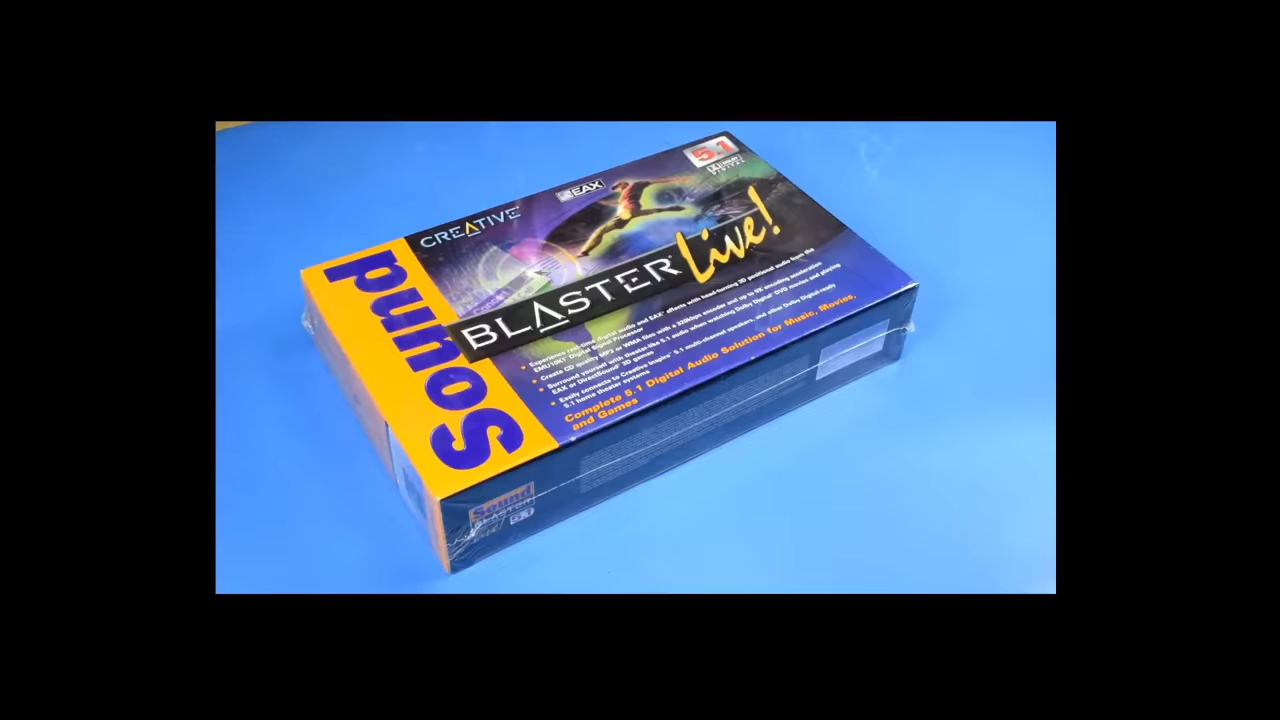 CREATIVE®
EAX
5.1
DOLBY
DIGITAL
Sound
BLASTER®
Live!
• Experience real-time digital audio and EAX® effects with head-turning 3D positional audio from the
EMU10K1™ Digital Signal Processor
• Create CD quality MP3 or WMA files with a 320kbps encoder and up to 9X encoding acceleration
• Surround yourself with theater-like 5.1 audio when watching Dolby Digital® DVD movies and playing
EAX or DirectSound® 3D games
• Easily connects to Creative Inspire™ 5.1 multi-channel speakers, and other Dolby Digital-ready
5.1 home theater systems
Complete 5.1 Digital Audio Solution for Music, Movies,
and Games
Sound
BLASTER
Live!
5.1